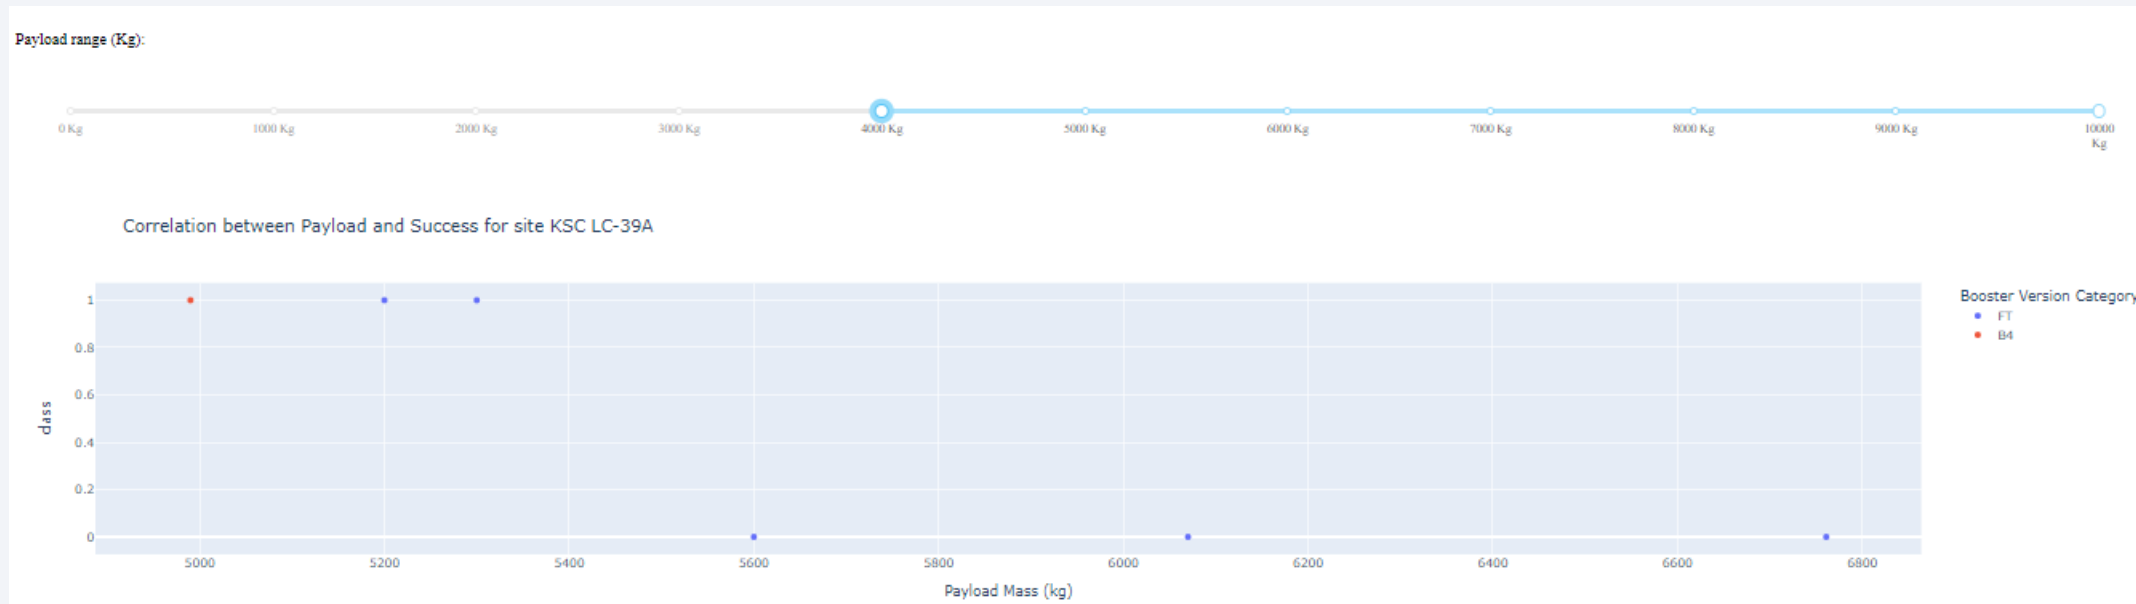 Payload range (Kg):
0 Kg 1000 Kg 2000 Kg 3000 Kg 4000 Kg 5000 Kg 6000 Kg 7000 Kg 8000 Kg 9000 Kg 10000
Kg
Correlation between Payload and Success for site KSC LC-39A
Booster Version Category
FT
B4
1
0.8
0.6
0.4
0.2
0
class
5000 5200 5400 5600 5800 6000 6200 6400 6600 6800
Payload Mass (kg)